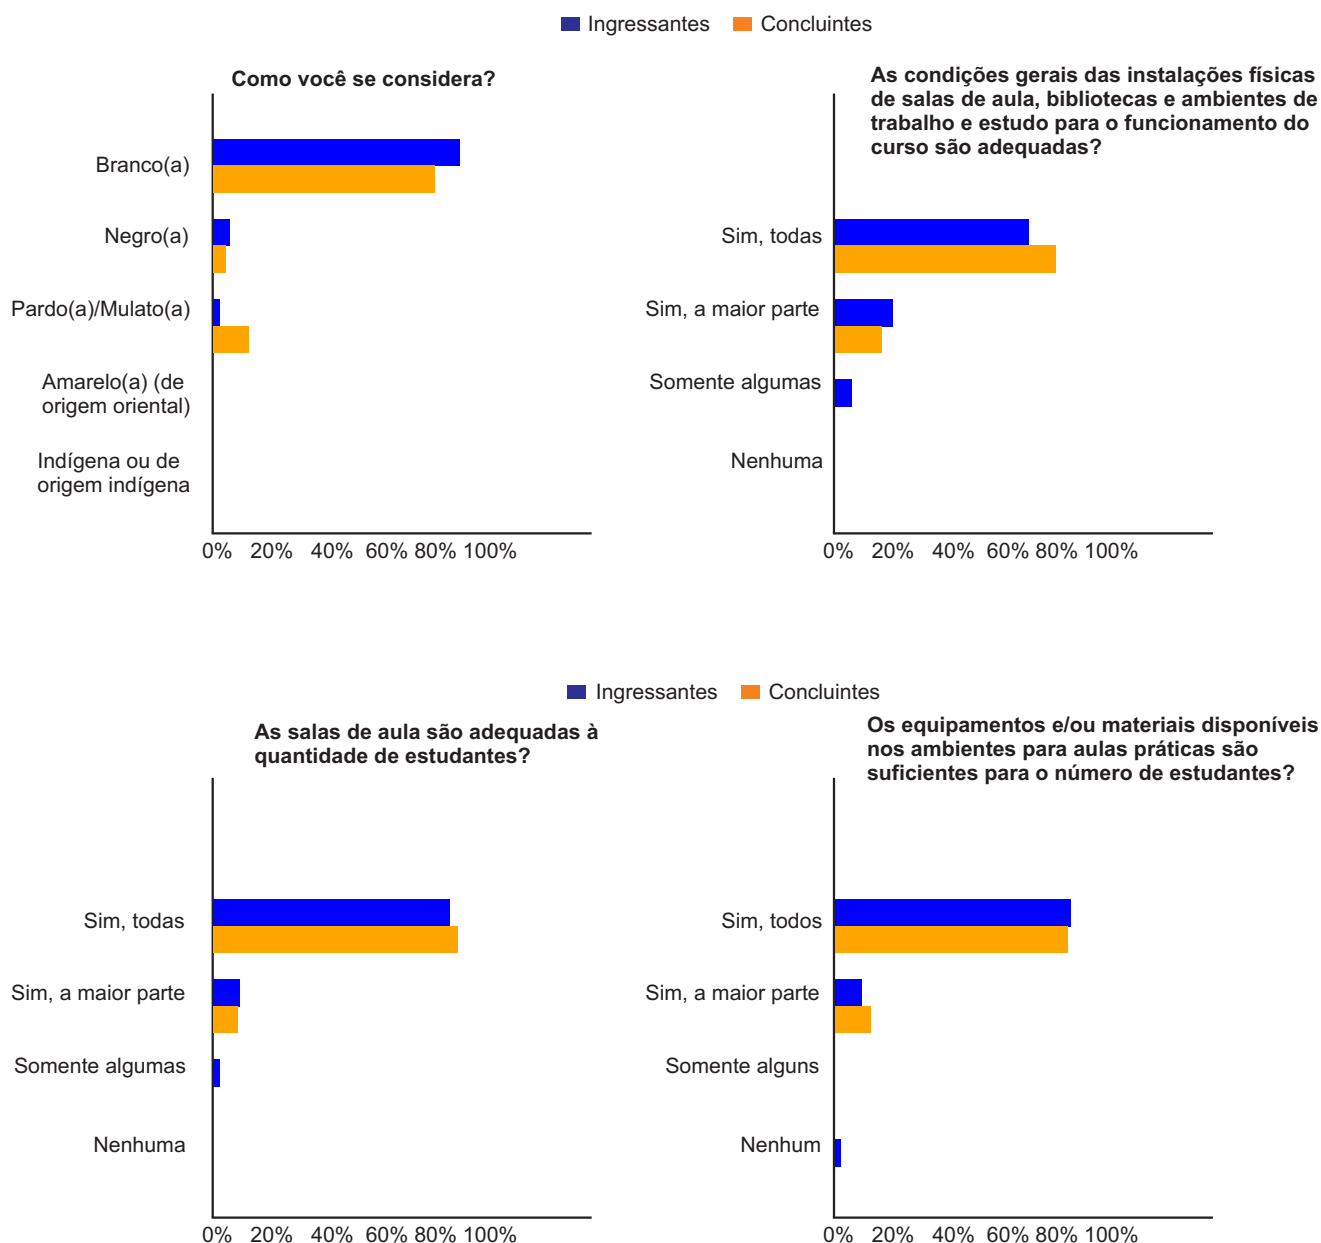 Ingressantes Concluintes
Como você se considera?
Branco(a)
Negro(a)
Pardo(a)/Mulato(a)
Amarelo(a) (de
origem oriental)
Indígena ou de
origem indígena
0% 20% 40% 60% 80% 100%
As condições gerais das instalações físicas
de salas de aula, bibliotecas e ambientes de
trabalho e estudo para o funcionamento do
curso são adequadas?
Sim, todas
Sim, a maior parte
Somente algumas
Nenhuma
0% 20% 40% 60% 80% 100%
Ingressantes Concluintes
As salas de aula são adequadas à
quantidade de estudantes?
Sim, todas
Sim, a maior parte
Somente algumas
Nenhuma
0% 20% 40% 60% 80% 100%
Os equipamentos e/ou materiais disponíveis
nos ambientes para aulas práticas são
suficientes para o número de estudantes?
Sim, todos
Sim, a maior parte
Somente alguns
Nenhum
0% 20% 40% 60% 80% 100%